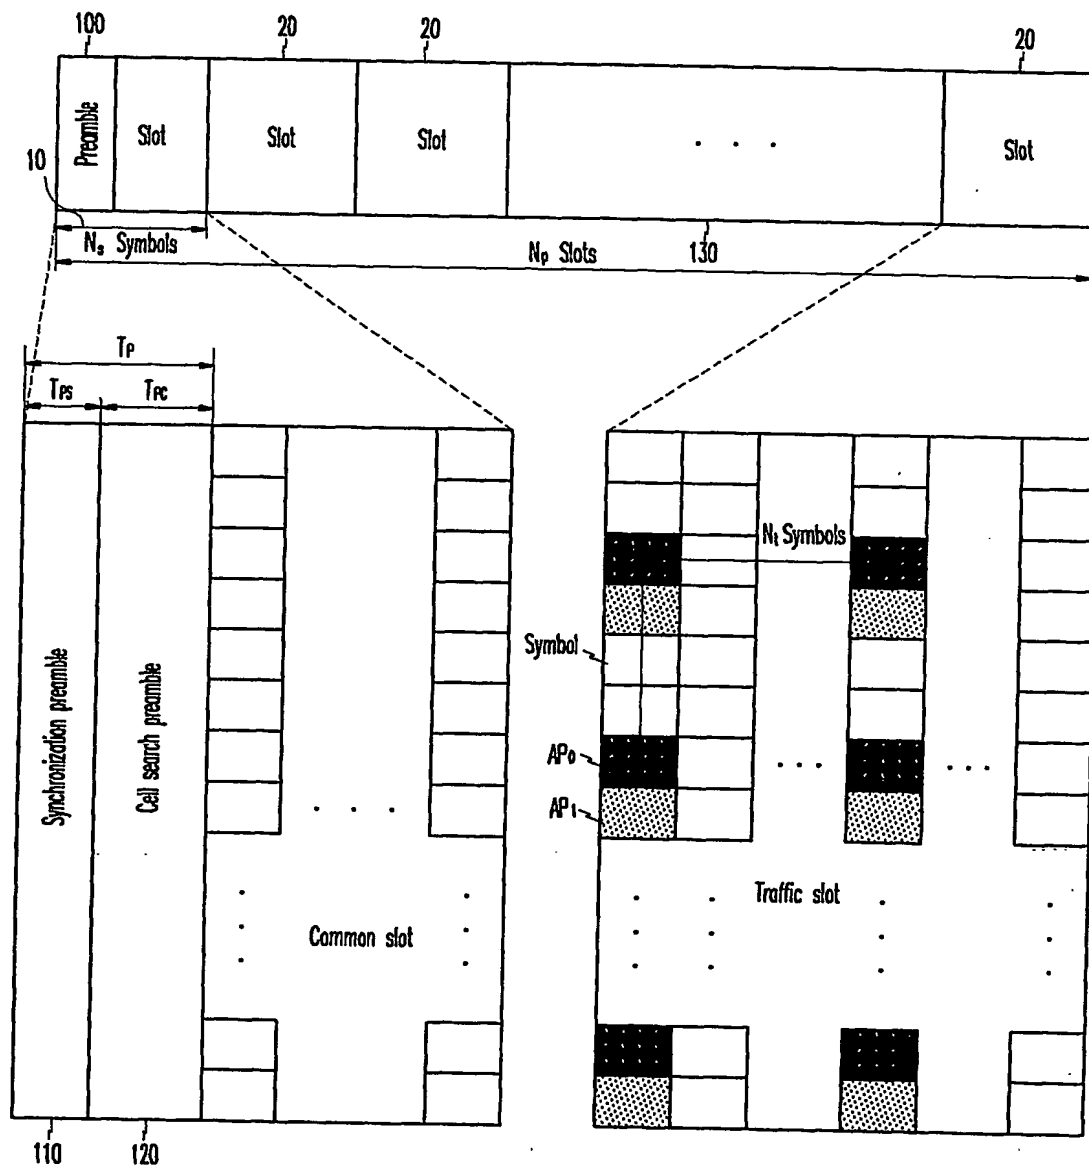 100
20
20
20
Preamble
Slot
Slot
Slot
. . .
Slot
10
Ns Symbols
Np Slots
130
TP
TPS
TPC
Synchronization preamble
Cell search preamble
. . .
Common slot
Nt Symbols
Symbol
AP0
AP1
. . .
. . .
Traffic slot
110
120